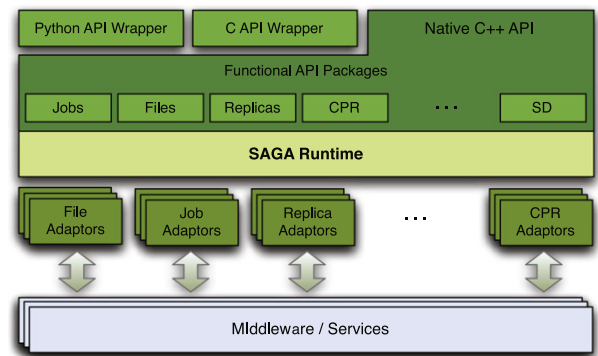 Python API Wrapper
C API Wrapper
Native C++ API
Functional API Packages
Jobs
Files
Replicas
CPR
...
SD
SAGA Runtime
File
Adaptors
Job
Adaptors
Replica
Adaptors
...
CPR
Adaptors
MIddleware / Services